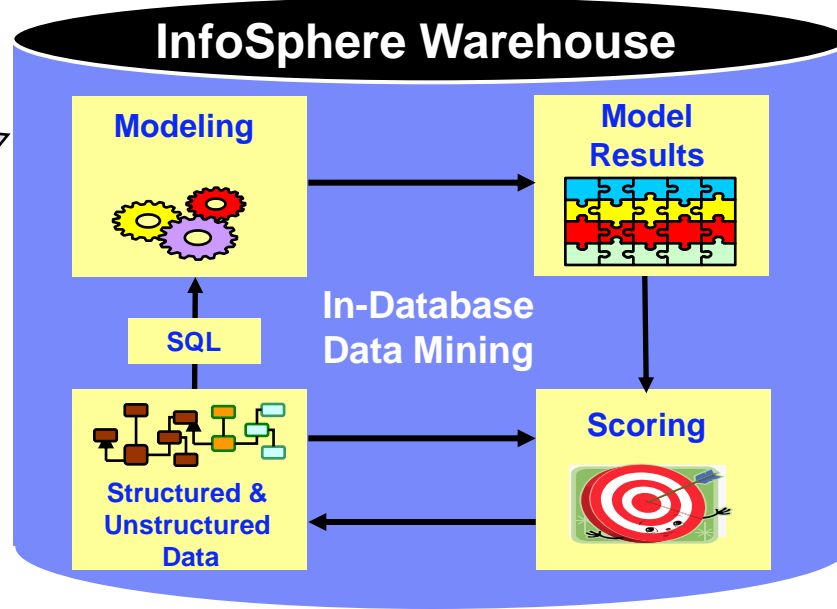 InfoSphere Warehouse
Modeling
Model
Results
In-Database
Data Mining
SQL
Structured &
Unstructured
Data
Scoring